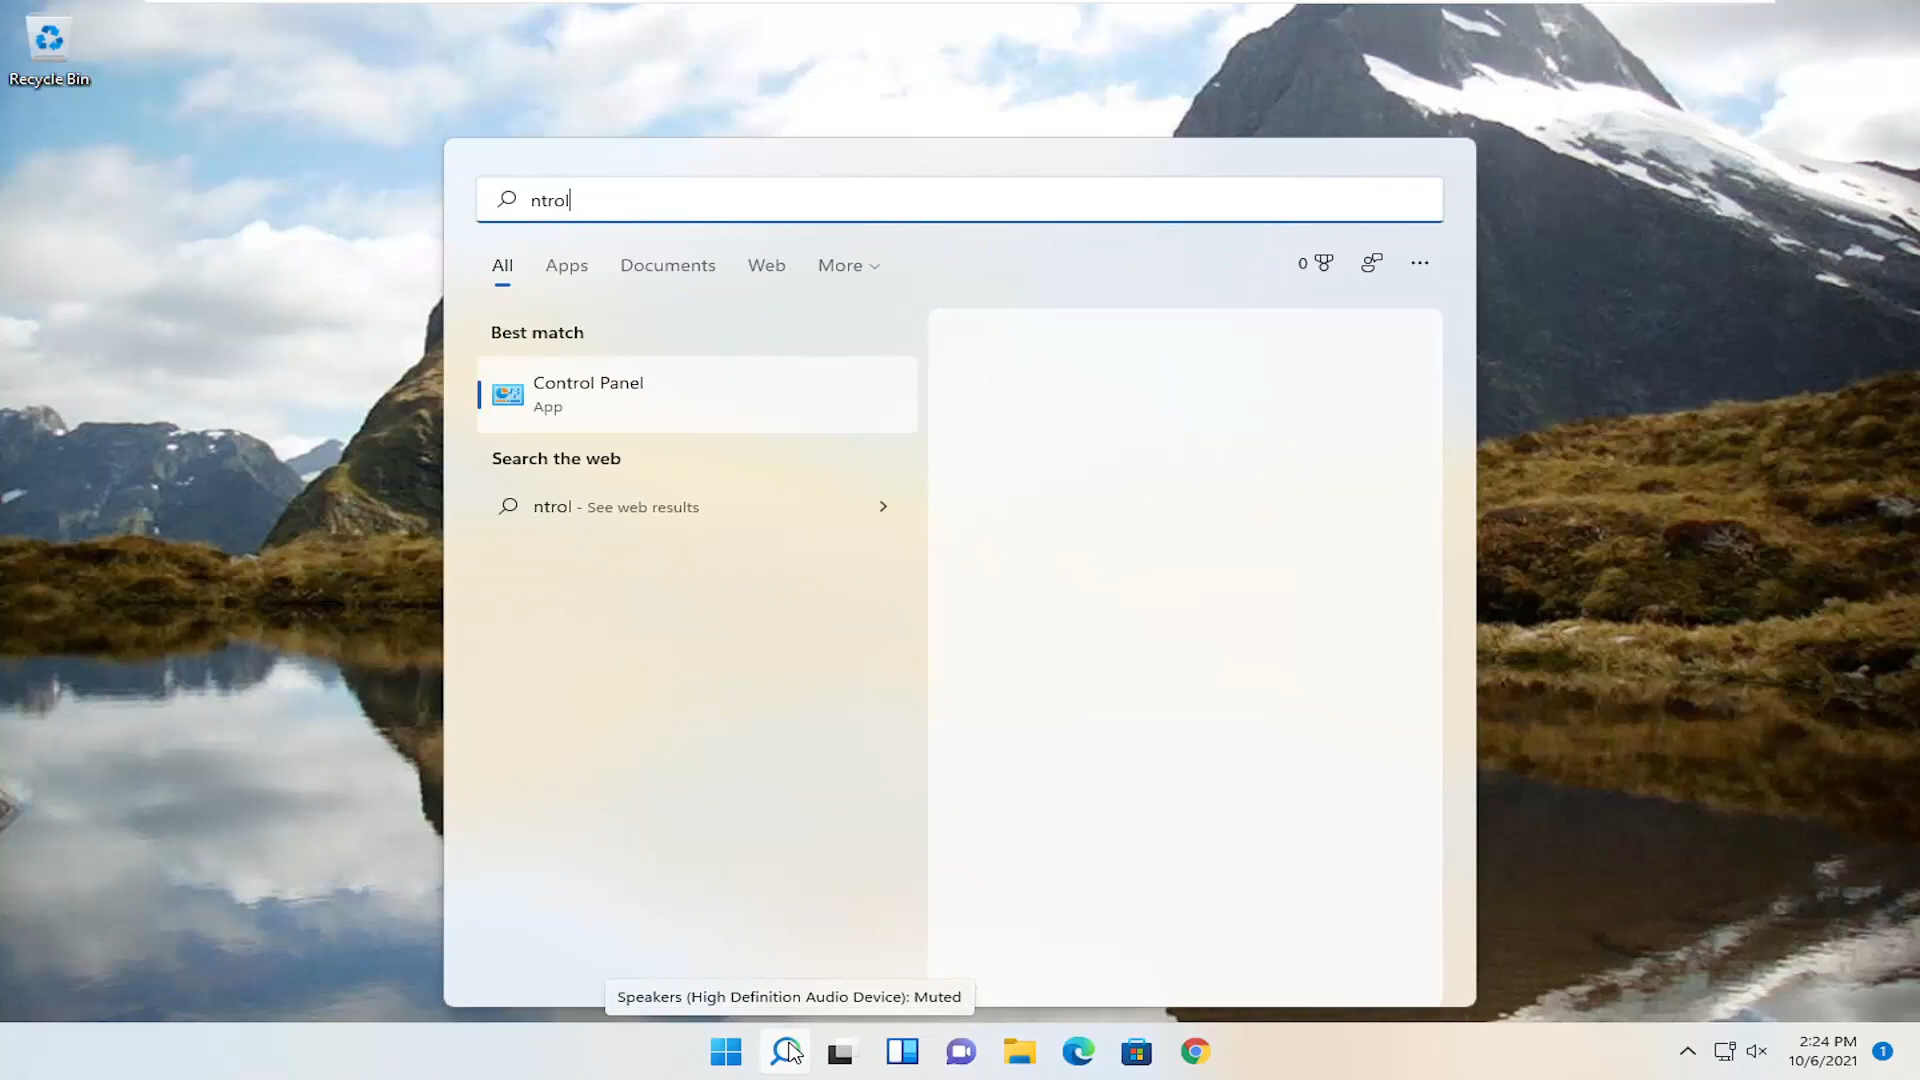 Recycle Bin
ntrol
All Apps Documents Web More
0
Best match
Control Panel
App
Search the web
ntrol - See web results
Speakers (High Definition Audio Device): Muted
2:24 PM
10/6/2021
1